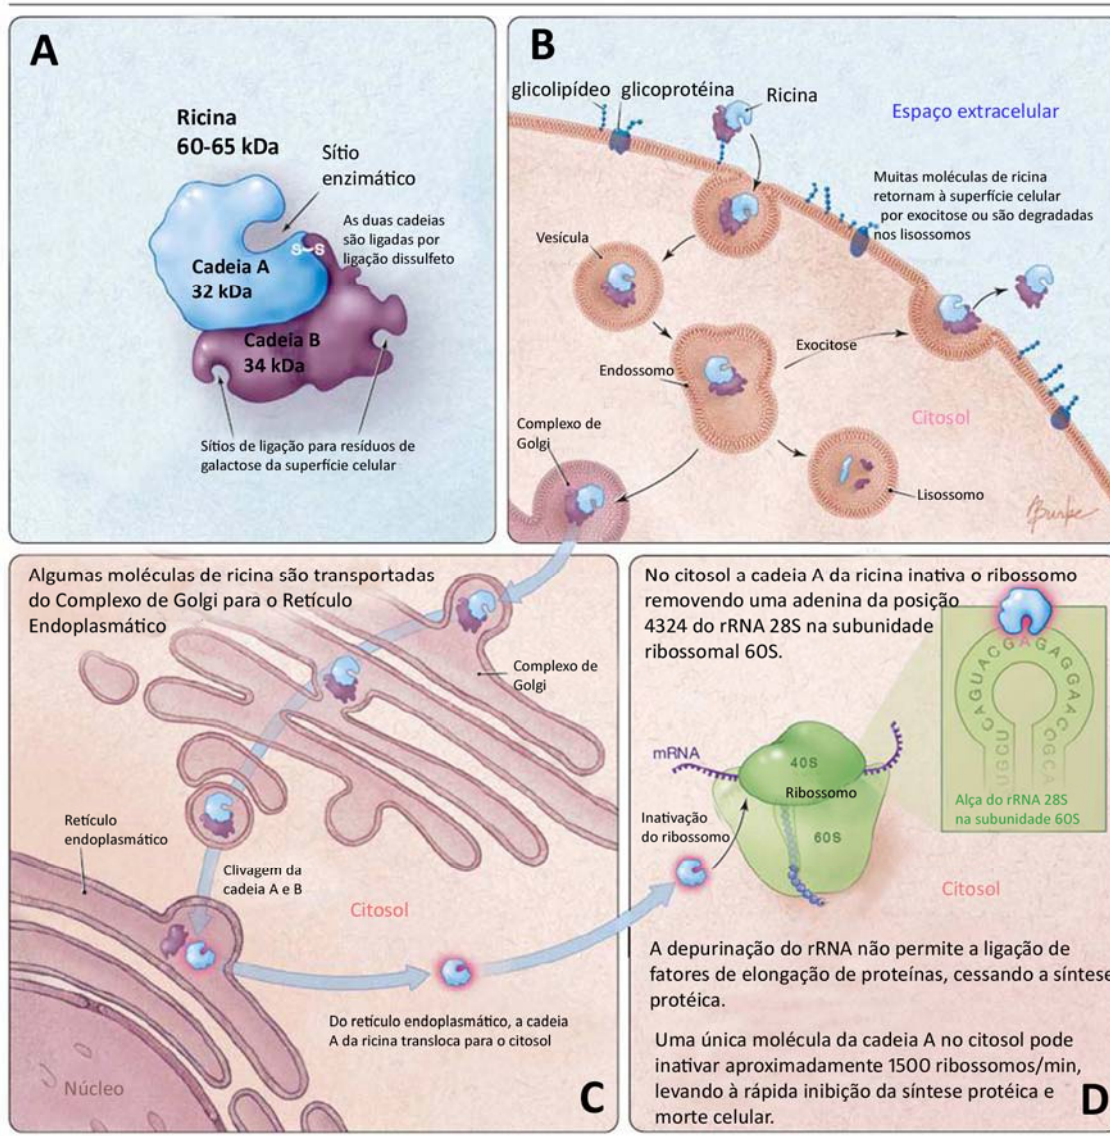 A
Ricina
60-65 kDa
Sítio
enzimático
As duas cadeias
são ligadas por
ligação dissulfeto
S-S
Cadeia A
32 kDa
Cadeia B
34 kDa
Sítios de ligação para resíduos de
galactose da superfície celular
B
glicolipídeo
glicoprotéina
Ricina
Espaço extracelular
Muitas moléculas de ricina
retornam à superfície celular
por exocitose ou são degradadas
nos lisossomos
Vesícula
Endossomo
Exocitose
Complexo de
Golgi
Citosol
Lisossomo
Algumas moléculas de ricina são transportadas
do Complexo de Golgi para o Retículo
Endoplasmático
Complexo de
Golgi
Retículo
endoplasmático
Clivagem da
cadeia A e B
Citosol
Do retículo endoplasmático, a cadeia
A da ricina transloca para o citosol
Núcleo
C
No citosol a cadeia A da ricina inativa o ribossomo
removendo uma adenina da posição
4324 do rRNA 28S na subunidade
ribossomal 60S.
UGCUCAGUACGAGAGGAAC
CGCA
mRNA
40S
Ribossomo
60S
Inativação
do ribossomo
Alça do rRNA 28S
na subunidade 60S
Citosol
A depurinação do rRNA não permite a ligação de
fatores de elongação de proteínas, cessando a síntese
protéica.
Uma única molécula da cadeia A no citosol pode
inativar aproximadamente 1500 ribossomos/min,
levando à rápida inibição da síntese protéica e
morte celular.
D